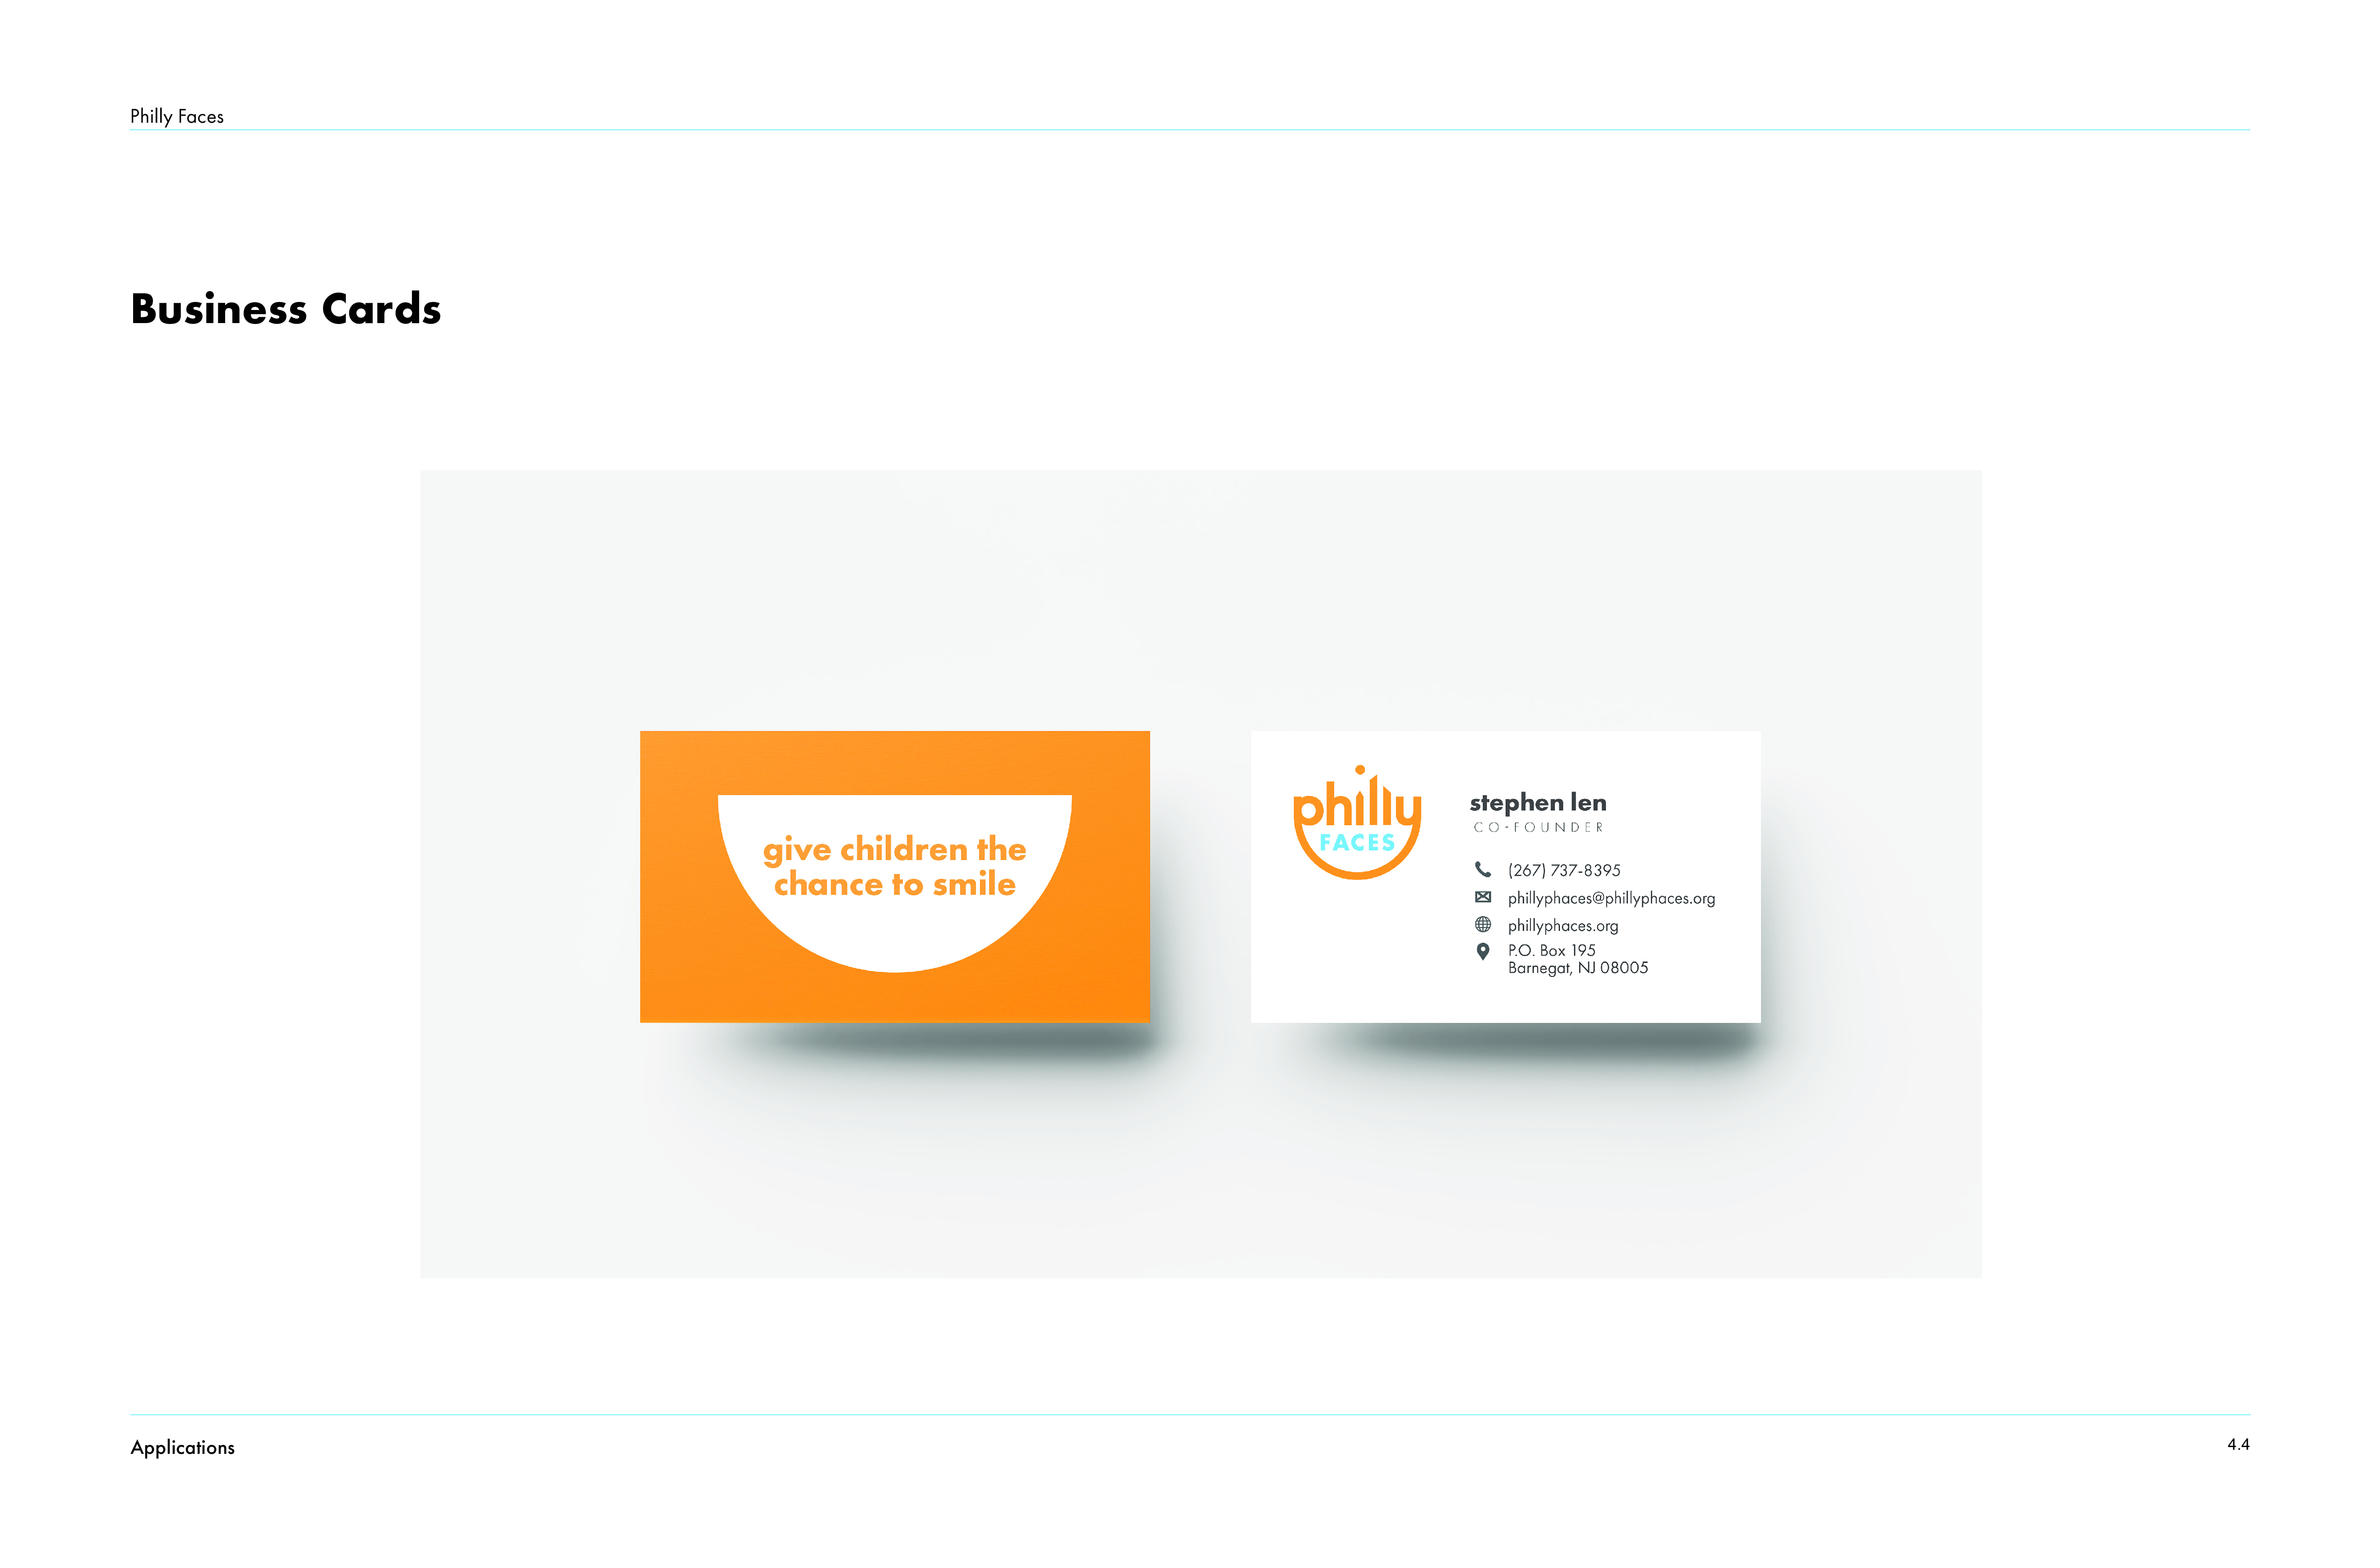 Philly Faces
Business Cards
give children the
chance to smile
philly
FACES
stephen len
CO-FOUNDER
(267) 737-8395
phillyphaces@phillyphaces.org
phillyphaces.org
P.O. Box 195
Barnegat, NJ 08005
Applications
4.4